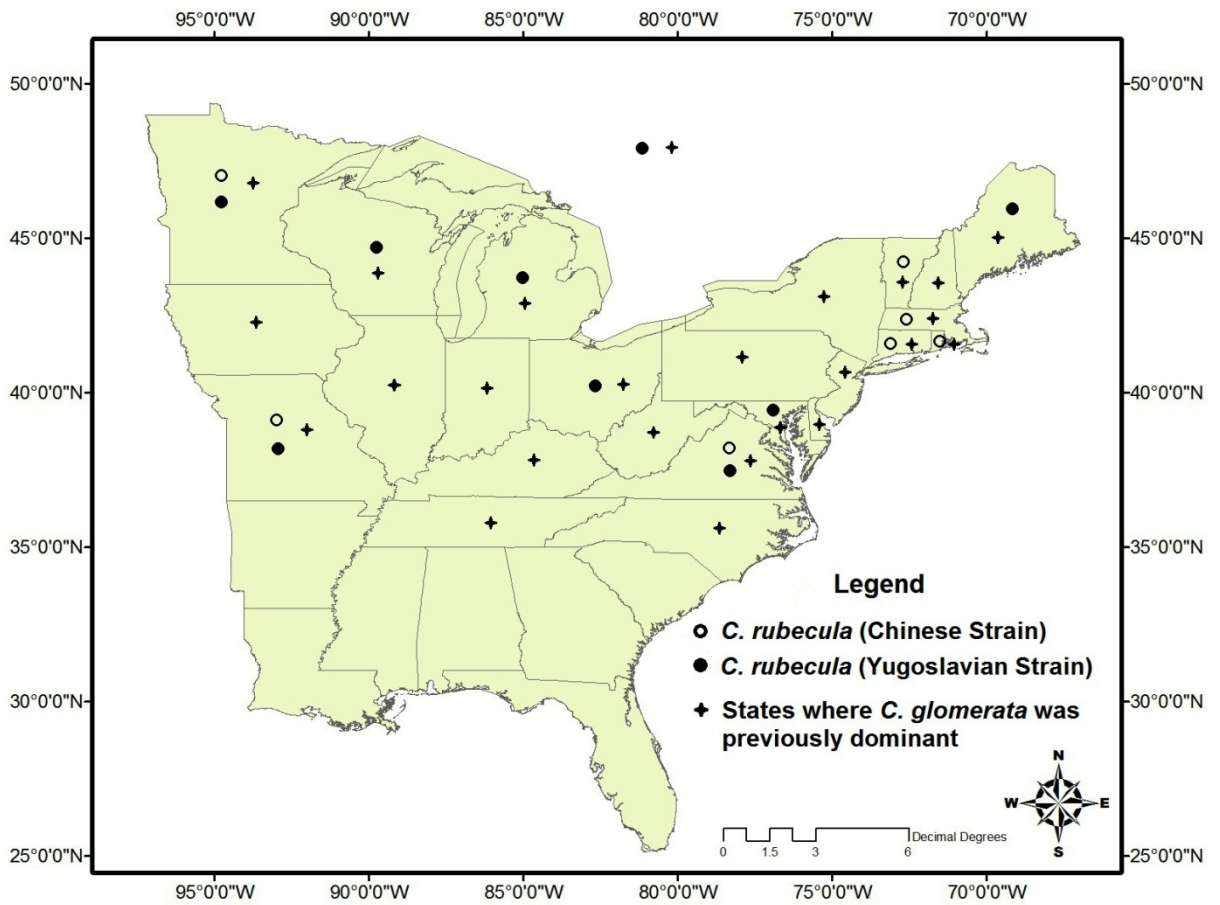 95°0'0"W 90°0'0"W 85°0'0"W 80°0'0"W 75°0'0"W 70°0'0"W
50°0'0"N 50°0'0"N
45°0'0"N 45°0'0"N
40°0'0"N 40°0'0"N
35°0'0"N 35°0'0"N
Legend
C. rubecula (Chinese Strain)
C. rubecula (Yugoslavian Strain)
30°0'0"N 30°0'0"N
States where C. glomerata was
previously dominant
N
W E
S
Decimal Degrees
0 1.5 3 6
25°0'0"N 25°0'0"N
95°0'0"W 90°0'0"W 85°0'0"W 80°0'0"W 75°0'0"W 70°0'0"W